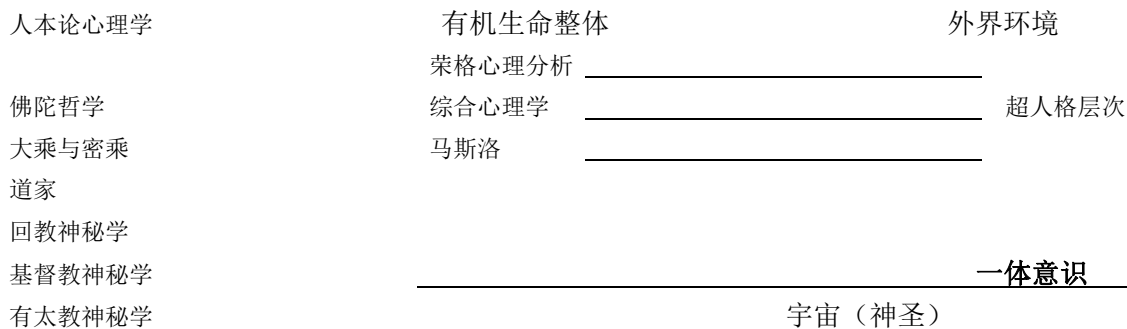 人本论心理学 有机生命整体 外界环境
荣格心理分析
佛陀哲学 综合心理学 超人格层次
大乘与密乘 马斯洛
道家
回教神秘学
基督教神秘学 一体意识
有太教神秘学 宇宙（神圣）